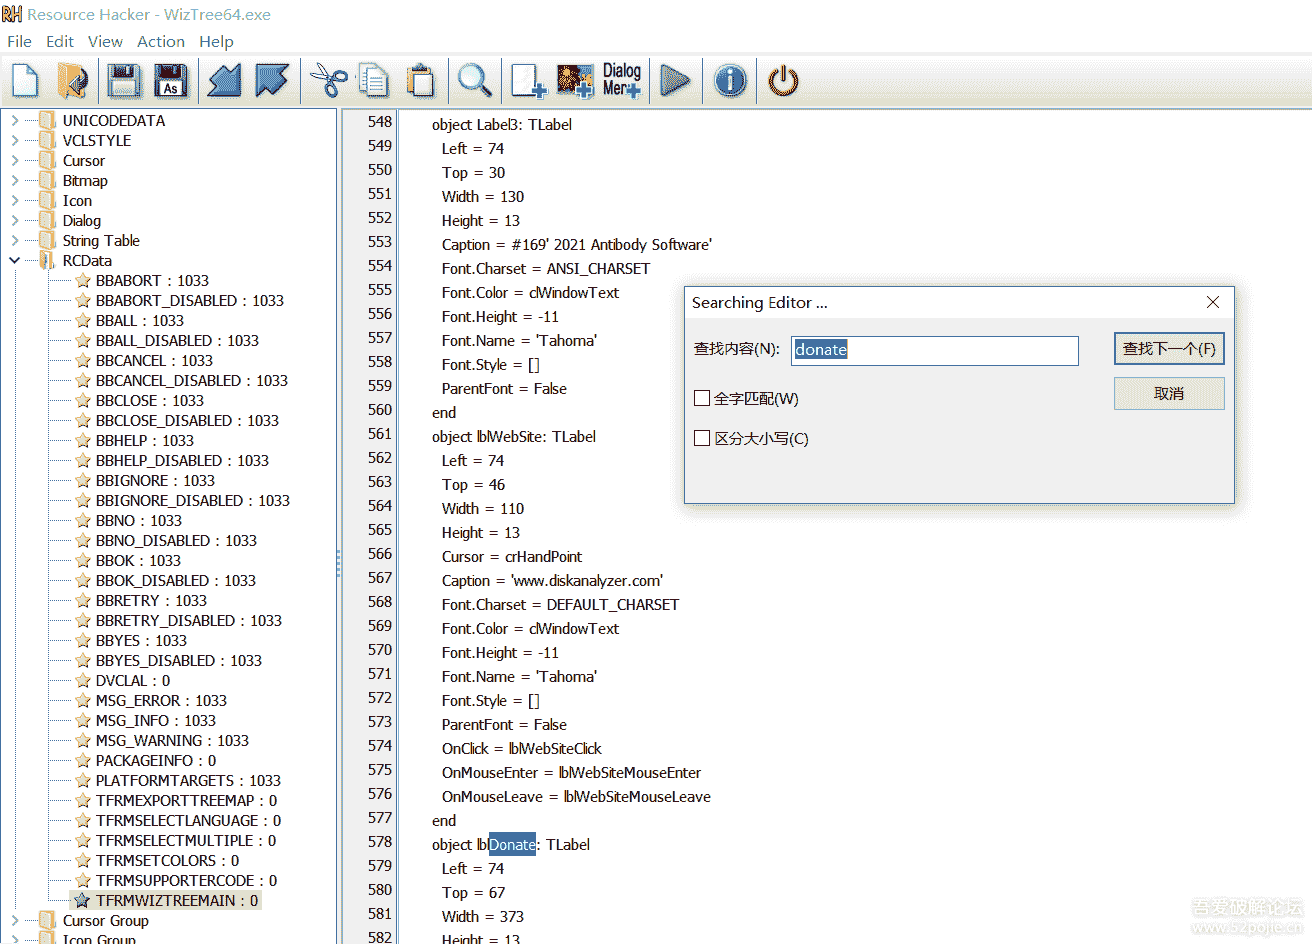 Resource Hacker - WizTree64.exe
File Edit View Action Help
As
Dialog
Men
UNICODEDATA
VCLSTYLE
Cursor
Bitmap
Icon
Dialog
String Table
RCData
BBABORT : 1033
BBABORT_DISABLED : 1033
BBALL : 1033
BBALL_DISABLED : 1033
BBCANCEL : 1033
BBCANCEL_DISABLED : 1033
BBCLOSE : 1033
BBCLOSE_DISABLED : 1033
BBHELP : 1033
BBHELP_DISABLED : 1033
BBIGNORE : 1033
BBIGNORE_DISABLED : 1033
BBNO : 1033
BBNO_DISABLED : 1033
BBOK : 1033
BBOK_DISABLED : 1033
BBRETRY : 1033
BBRETRY_DISABLED : 1033
BBYES : 1033
BBYES_DISABLED : 1033
DVCLAL : 0
MSG_ERROR : 1033
MSG_INFO : 1033
MSG_WARNING : 1033
PACKAGEINFO : 0
PLATFORMTARGETS : 1033
TFRMEXPORTTREEMAP : 0
TFRMSELECTLANGUAGE : 0
TFRMSELECTMULTIPLE : 0
TFRMSETCOLORS : 0
TFRMSUPPORTERCODE : 0
TFRMWIZTREEMAIN : 0
Cursor Group
Icon Group
548 object Label3: TLabel
549 Left = 74
550 Top = 30
551 Width = 130
552 Height = 13
553 Caption = #169' 2021 Antibody Software'
554 Font.Charset = ANSI_CHARSET
555 Font.Color = clWindowText
556 Font.Height = -11
557 Font.Name = 'Tahoma'
558 Font.Style = []
559 ParentFont = False
560 end
561 object lblWebSite: TLabel
562 Left = 74
563 Top = 46
564 Width = 110
565 Height = 13
566 Cursor = crHandPoint
567 Caption = 'www.diskanalyzer.com'
568 Font.Charset = DEFAULT_CHARSET
569 Font.Color = clWindowText
570 Font.Height = -11
571 Font.Name = 'Tahoma'
572 Font.Style = []
573 ParentFont = False
574 OnClick = lblWebSiteClick
575 OnMouseEnter = lblWebSiteMouseEnter
576 OnMouseLeave = lblWebSiteMouseLeave
577 end
578 object lblDonate: TLabel
579 Left = 74
580 Top = 67
581 Width = 373
582 Height = 13
Searching Editor ...
查找内容(N): donate 查找下一个(F)
取消
全字匹配(W)
区分大小写(C)
吾爱破解论坛
www.52pojie.cn